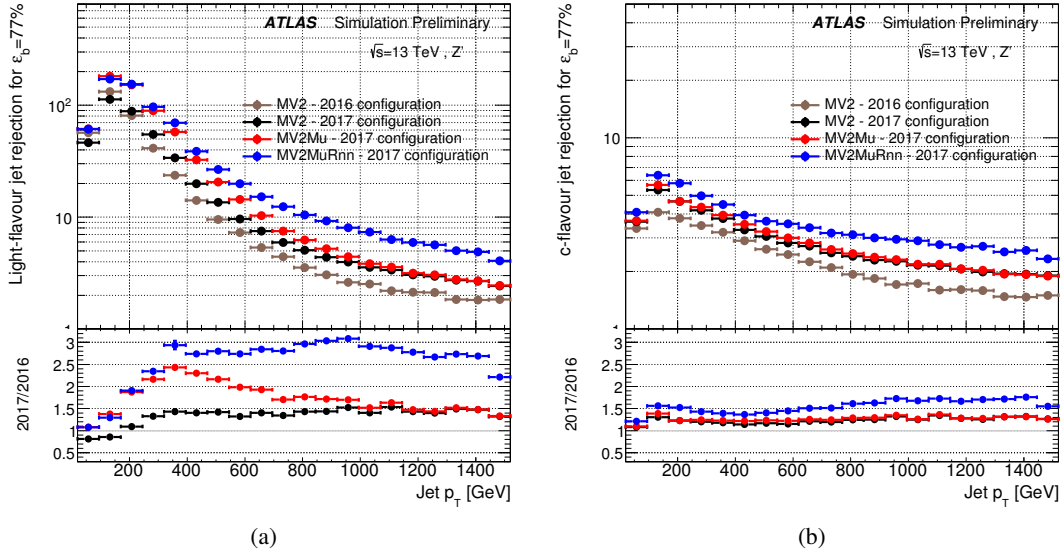 ATLAS Simulation Preliminary
√s=13 TeV , Z'
MV2 - 2016 configuration
MV2 - 2017 configuration
MV2Mu - 2017 configuration
MV2MuRnn - 2017 configuration
Light-flavour jet rejection for ε_b=77%
10²
10
1
2017/2016
3
2.5
2
1.5
1
0.5
200 400 600 800 1000 1200 1400
Jet p_T [GeV]
(a)
ATLAS Simulation Preliminary
√s=13 TeV , Z'
MV2 - 2016 configuration
MV2 - 2017 configuration
MV2Mu - 2017 configuration
MV2MuRnn - 2017 configuration
c-flavour jet rejection for ε_b=77%
10
1
2017/2016
3
2.5
2
1.5
1
0.5
200 400 600 800 1000 1200 1400
Jet p_T [GeV]
(b)